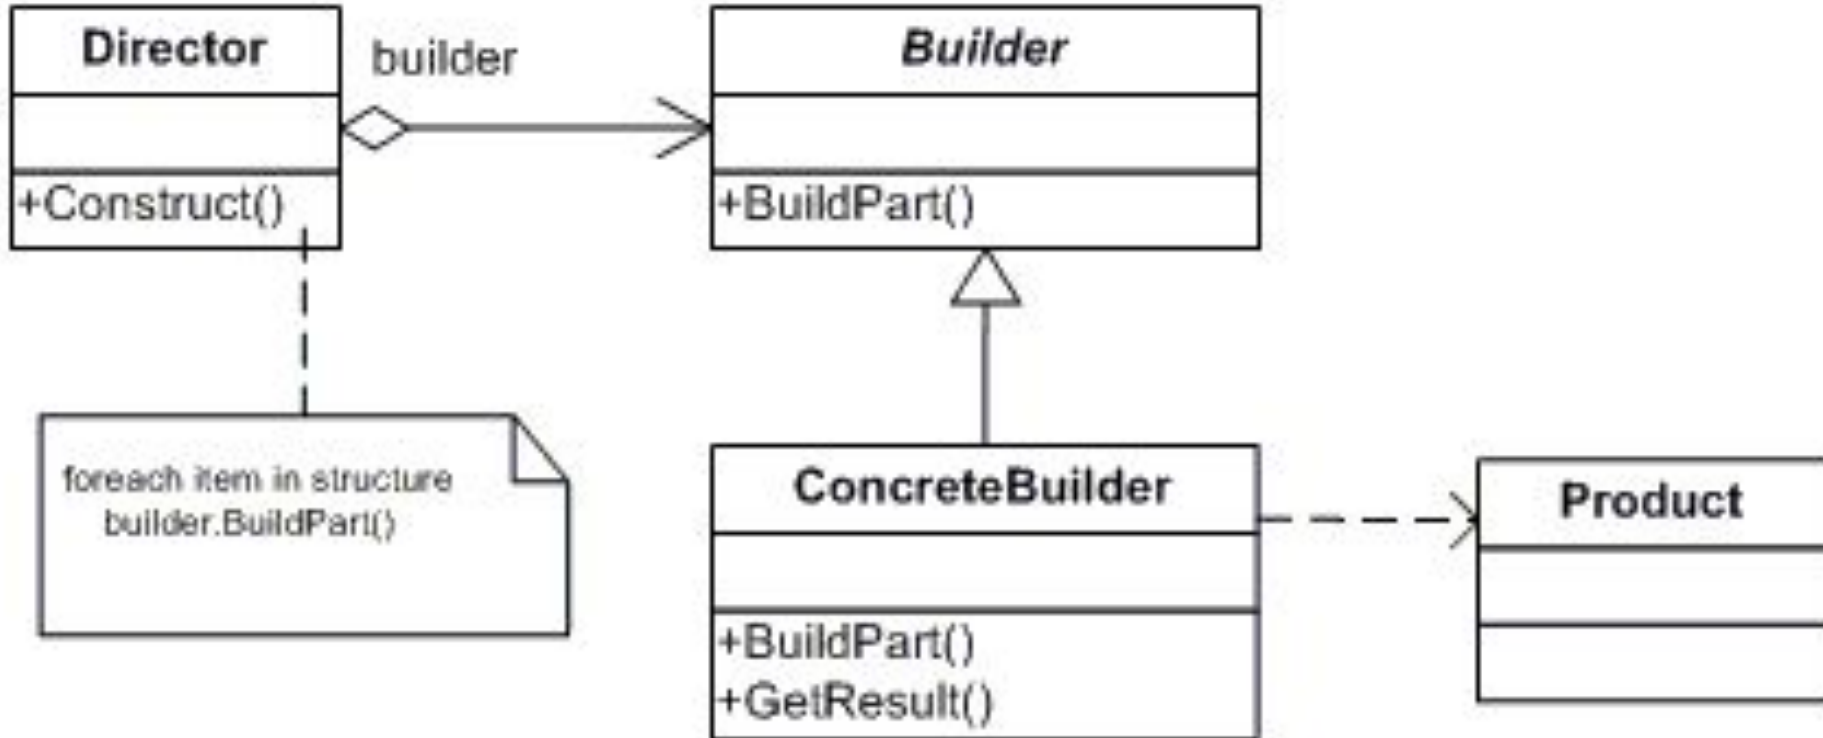 Director
builder
Builder
+Construct()
+BuildPart()
foreach item in structure
builder.BuildPart()
ConcreteBuilder
Product
+BuildPart()
+GetResult()